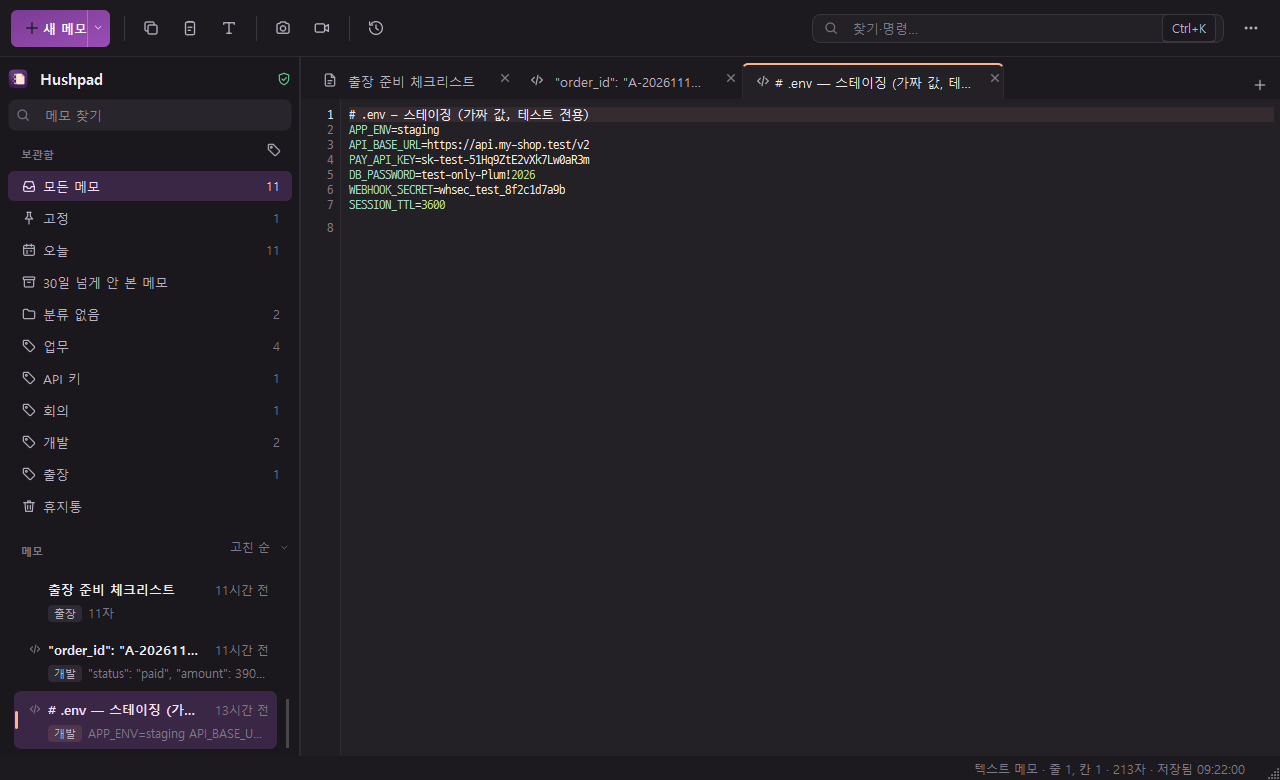 새 메모
찾기·명령...
Ctrl+K
Hushpad
메모 찾기
보관함
모든 메모 11
고정 1
오늘 11
30일 넘게 안 본 메모
분류 없음 2
업무 4
API 키 1
회의 1
개발 2
출장 1
휴지통
메모
고친 순
출장 준비 체크리스트 11시간 전
출장 11자
"order_id": "A-202611... 11시간 전
개발 "status": "paid", "amount": 390...
# .env — 스테이징 (가... 13시간 전
개발 APP_ENV=staging API_BASE_U...
출장 준비 체크리스트
"order_id": "A-2026111...
# .env — 스테이징 (가짜 값, 테...
1 # .env — 스테이징 (가짜 값, 테스트 전용)
2 APP_ENV=staging
3 API_BASE_URL=https://api.my-shop.test/v2
4 PAY_API_KEY=sk-test-51Hq9ZtE2vXk7Lw0aR3m
5 DB_PASSWORD=test-only-Plum!2026
6 WEBHOOK_SECRET=whsec_test_8f2c1d7a9b
7 SESSION_TTL=3600
8
텍스트 메모 · 줄 1, 칸 1 · 213자 · 저장됨 09:22:00